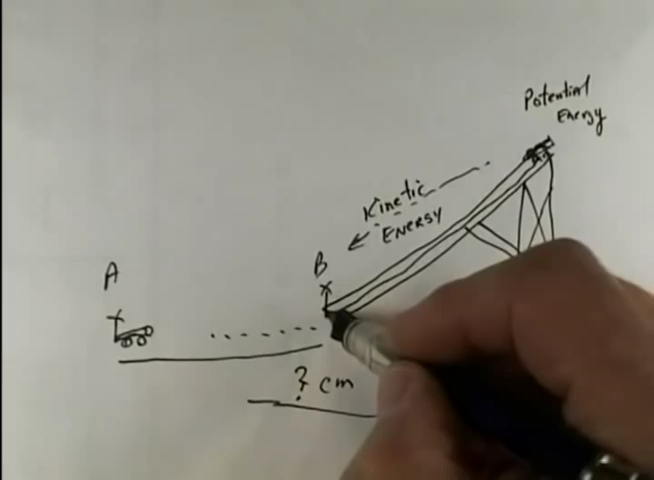 Potential
Energy
Kinetic
ENERGY
A
B
x
? cm